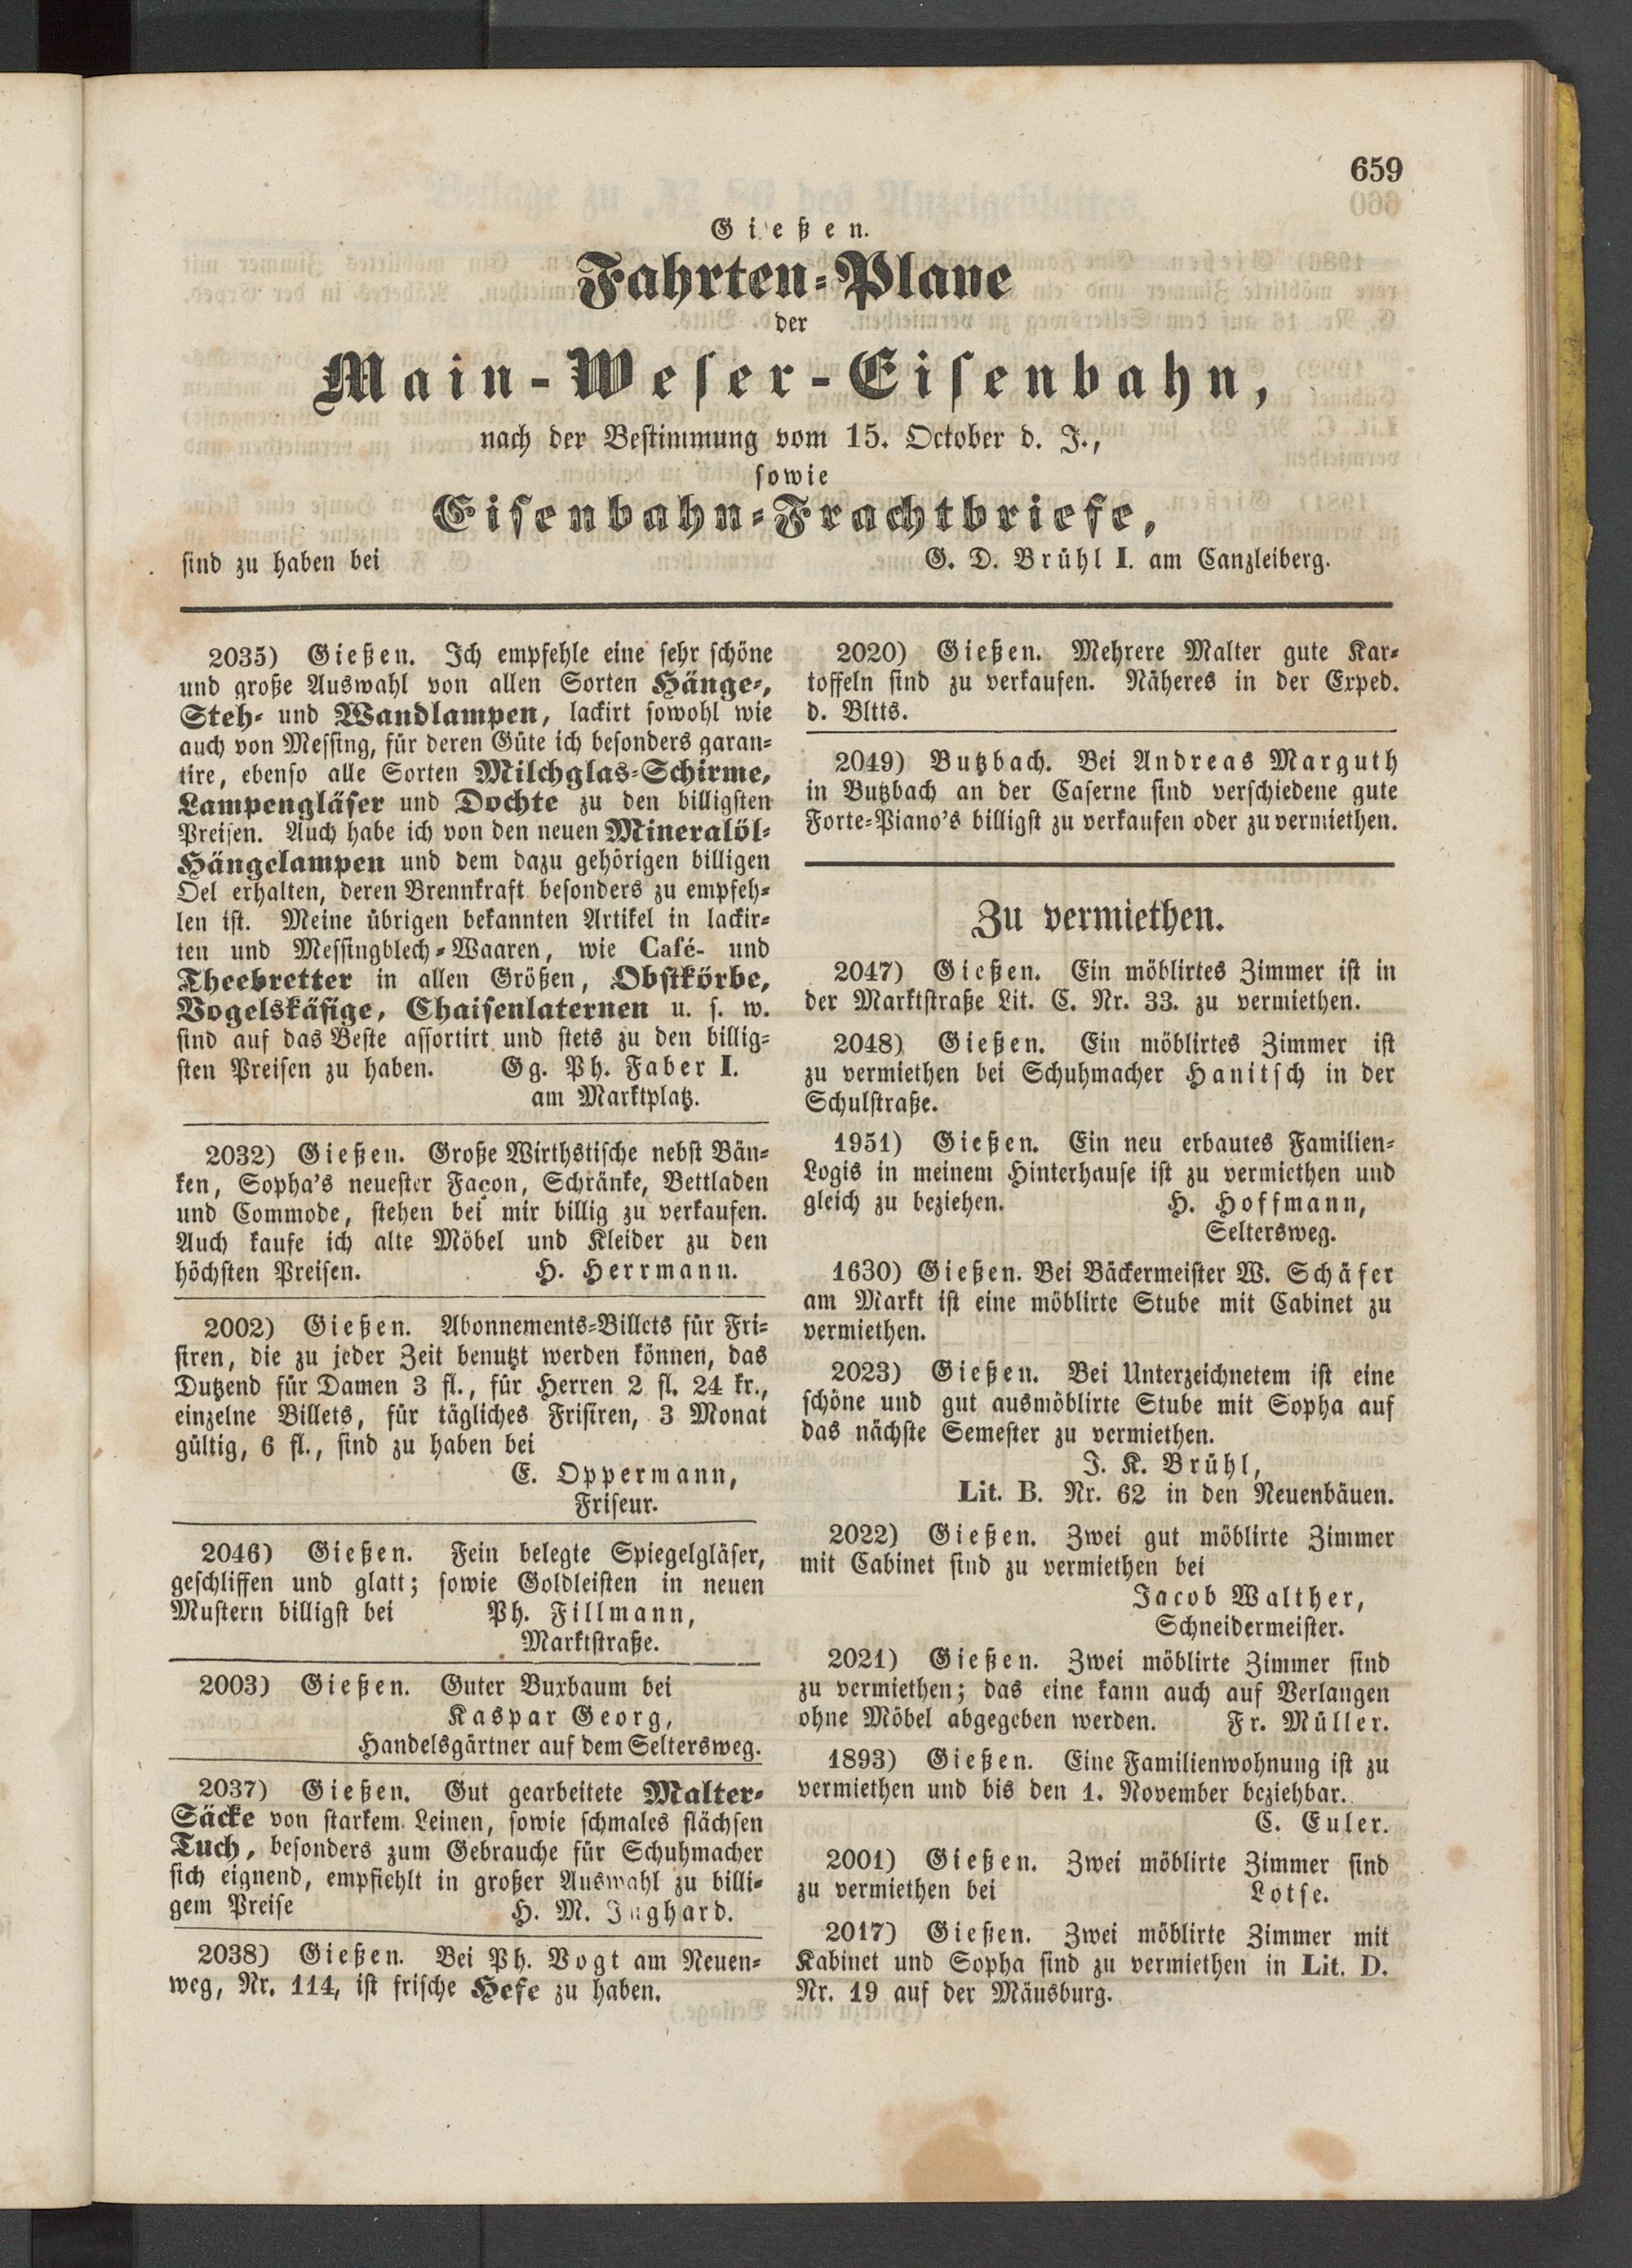 659
Gießen.
Fahrten-Plane
der
Main-Weser-Eisenbahn,
nach der Bestimmung vom 15. October d. J.,
sowie
Eisenbahn-Frachtbriefe,
sind zu haben bei G. D. Brühl I. am Canzleiberg.
2035) Gießen. Ich empfehle eine sehr schöne
und große Auswahl von allen Sorten Hänge-,
Steh- und Wandlampen, lackirt sowohl wie
auch von Messing, für deren Güte ich besonders garan-
tire, ebenso alle Sorten Milchglas-Schirme,
Lampengläser und Dochte zu den billigsten
Preisen. Auch habe ich von den neuen Mineralöl-
Hängelampen und dem dazu gehörigen billigen
Oel erhalten, deren Brennkraft besonders zu empfeh-
len ist. Meine übrigen bekannten Artikel in lackir-
ten und Messingblech-Waaren, wie Café- und
Theebretter in allen Größen, Obstkörbe,
Vogelskäfige, Chaisenlaternen u. s. w.
sind auf das Beste assortirt und stets zu den billig-
sten Preisen zu haben. Gg. Ph. Faber I.
am Marktplatz.
2032) Gießen. Große Wirthstische nebst Bän-
ken, Sopha's neuester Façon, Schränke, Bettladen
und Commode, stehen bei mir billig zu verkaufen.
Auch kaufe ich alte Möbel und Kleider zu den
höchsten Preisen. H. Herrmann.
2002) Gießen. Abonnements-Billets für Fri-
siren, die zu jeder Zeit benutzt werden können, das
Dutzend für Damen 3 fl., für Herren 2 fl. 24 kr.,
einzelne Billets, für tägliches Frisiren, 3 Monat
gültig, 6 fl., sind zu haben bei
E. Oppermann,
Friseur.
2046) Gießen. Fein belegte Spiegelgläser,
geschliffen und glatt; sowie Goldleisten in neuen
Mustern billigst bei Ph. Fillmann,
Marktstraße.
2003) Gießen. Guter Buxbaum bei
Kaspar Georg,
Handelsgärtner auf dem Seltersweg.
2037) Gießen. Gut gearbeitete Malter-
Säcke von starkem Leinen, sowie schmales flächsen
Tuch, besonders zum Gebrauche für Schuhmacher
sich eignend, empfiehlt in großer Auswahl zu billi-
gem Preise H. M. Inghard.
2038) Gießen. Bei Ph. Vogt am Neuen-
weg, Nr. 114, ist frische Hefe zu haben.
2020) Gießen. Mehrere Malter gute Kar-
toffeln sind zu verkaufen. Näheres in der Exped.
d. Bltts.
2049) Butzbach. Bei Andreas Marguth
in Butzbach an der Caserne sind verschiedene gute
Forte-Piano's billigst zu verkaufen oder zu vermiethen.
Zu vermiethen.
2047) Gießen. Ein möblirtes Zimmer ist in
der Marktstraße Lit. C. Nr. 33. zu vermiethen.
2048) Gießen. Ein möblirtes Zimmer ist
zu vermiethen bei Schuhmacher Hanitsch in der
Schulstraße.
1951) Gießen. Ein neu erbautes Familien-
Logis in meinem Hinterhause ist zu vermiethen und
gleich zu beziehen. H. Hoffmann,
Seltersweg.
1630) Gießen. Bei Bäckermeister W. Schäfer
am Markt ist eine möblirte Stube mit Cabinet zu
vermiethen.
2023) Gießen. Bei Unterzeichnetem ist eine
schöne und gut ausmöblirte Stube mit Sopha auf
das nächste Semester zu vermiethen.
J. K. Brühl,
Lit. B. Nr. 62 in den Neuenbäuen.
2022) Gießen. Zwei gut möblirte Zimmer
mit Cabinet sind zu vermiethen bei
Jacob Walther,
Schneidermeister.
2021) Gießen. Zwei möblirte Zimmer sind
zu vermiethen; das eine kann auch auf Verlangen
ohne Möbel abgegeben werden. Fr. Müller.
1893) Gießen. Eine Familienwohnung ist zu
vermiethen und bis den 1. November beziehbar.
C. Euler.
2001) Gießen. Zwei möblirte Zimmer sind
zu vermiethen bei Lotse.
2017) Gießen. Zwei möblirte Zimmer mit
Kabinet und Sopha sind zu vermiethen in Lit. D.
Nr. 19 auf der Mäusburg.